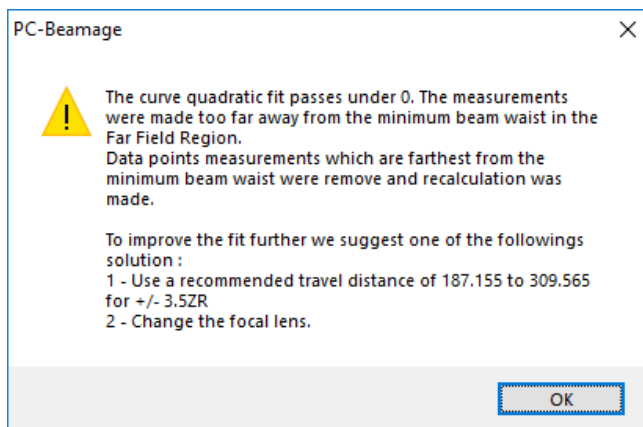 PC-Beamage
The curve quadratic fit passes under 0. The measurements
were made too far away from the minimum beam waist in the
Far Field Region.
Data points measurements which are farthest from the
minimum beam waist were remove and recalculation was
made.
To improve the fit further we suggest one of the followings
solution :
1 - Use a recommended travel distance of 187.155 to 309.565
for +/- 3.5ZR
2 - Change the focal lens.
OK